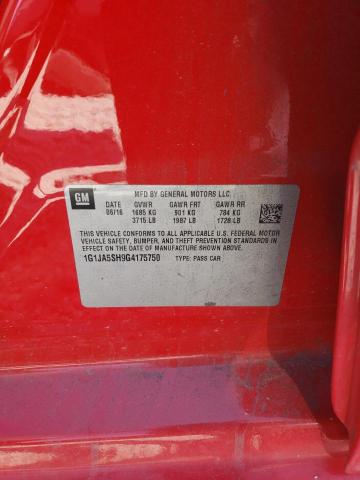 GM
MFD BY GENERAL MOTORS LLC.
DATE GVWR GAWR FRT GAWR RR
06/16 1685 KG 901 KG 784 KG
3715 LB 1987 LB 1728 LB
THIS VEHICLE CONFORMS TO ALL APPLICABLE U.S. FEDERAL MOTOR
VEHICLE SAFETY, BUMPER, AND THEFT PREVENTION STANDARDS
IN EFFECT ON THE DATE OF MANUFACTURE SHOWN ABOVE.
1G1JA5SH9G4175750 TYPE: PASS CAR